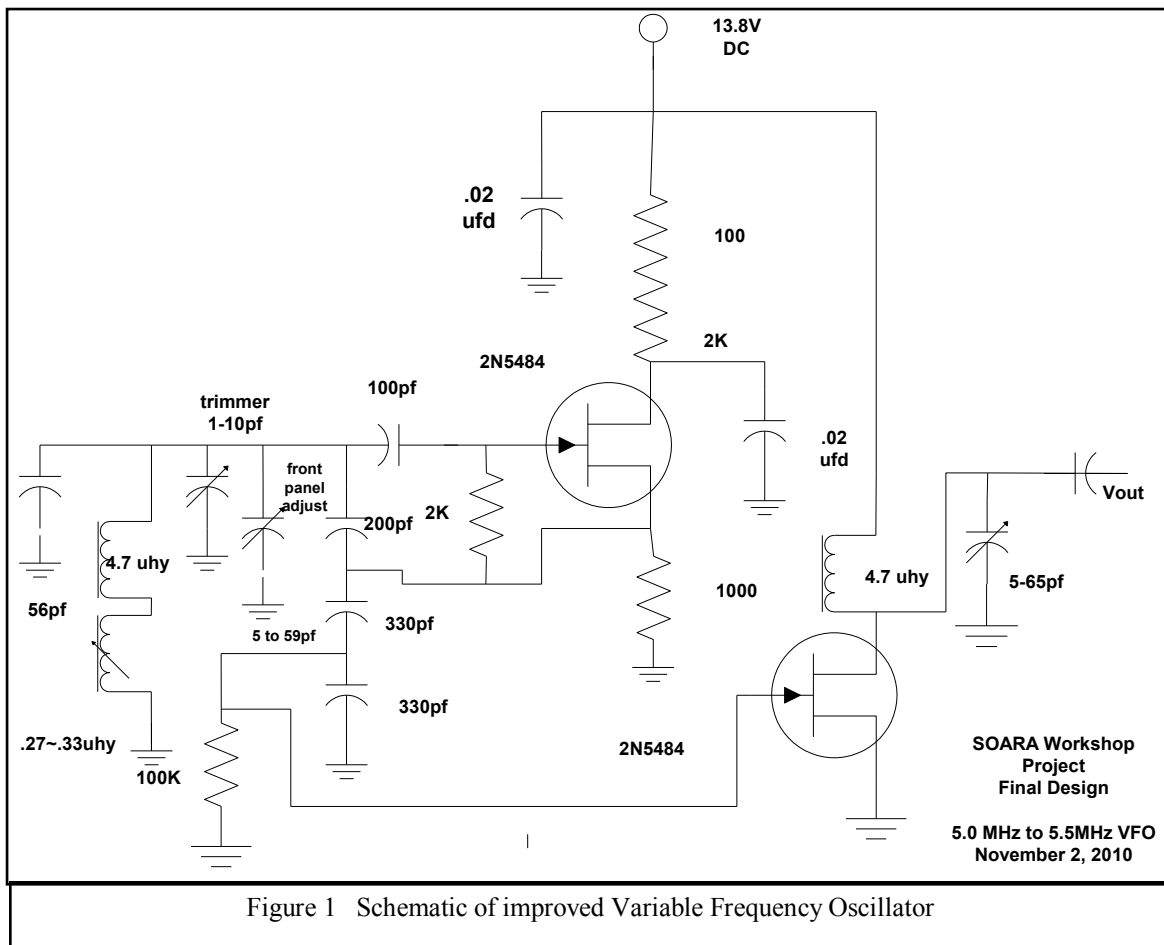 13.8V
DC
.02
ufd
100
2K
2N5484
100pf
trimmer
1-10pf
.02
ufd
front
panel
adjust
Vout
200pf
2K
4.7 uhy
4.7 uhy
1000
5-65pf
56pf
330pf
5 to 59pf
330pf
.27~.33uhy
100K
2N5484
SOARA Workshop
Project
Final Design
5.0 MHz to 5.5MHz VFO
November 2, 2010
Figure 1 Schematic of improved Variable Frequency Oscillator